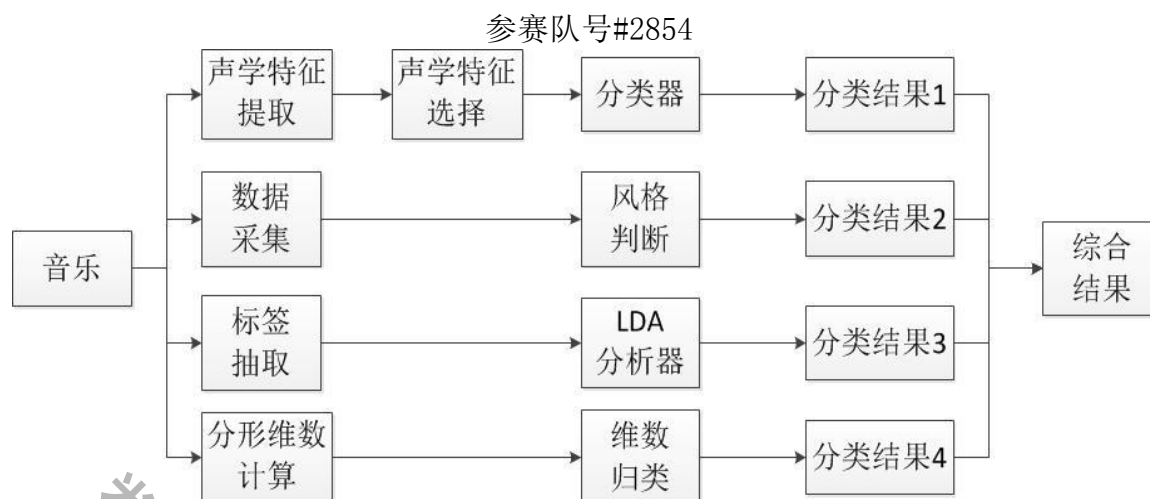 参赛队号#2854
声学特征
提取
声学特征
选择
分类器
分类结果1
数据
采集
风格
判断
分类结果2
音乐
综合
结果
标签
抽取
LDA
分析器
分类结果3
分形维数
计算
维数
归类
分类结果4